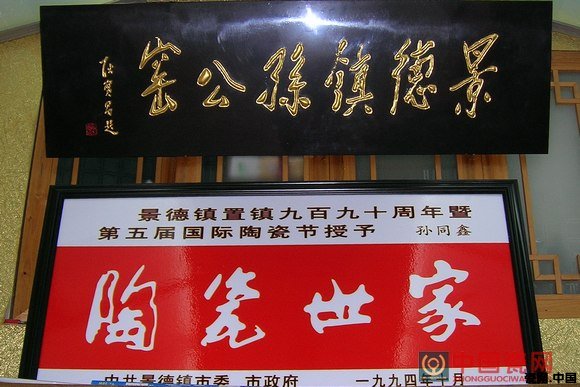 景德镇孫公窑
景德镇置镇九百九十周年暨
第五届国际陶瓷节授予 孙同鑫
陶瓷世家
中共景德镇市委 市政府 一九九四年十月